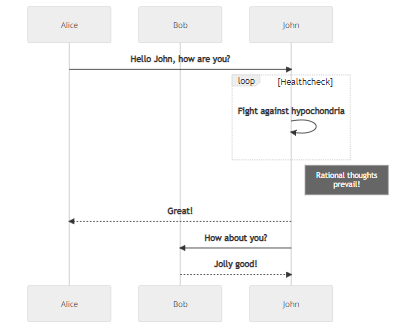 Alice
Bob
John
Hello John, how are you?
loop
[Healthcheck]
Fight against hypochondria
Rational thoughts
prevail!
Great!
How about you?
Jolly good!
Alice
Bob
John